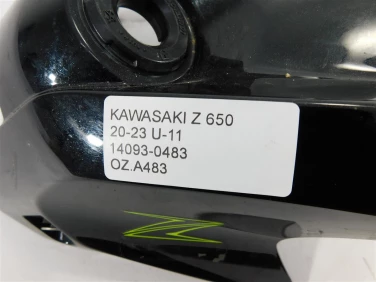 KAWASAKI Z 650
20-23 U-11
14093-0483
OZ.A483
Z